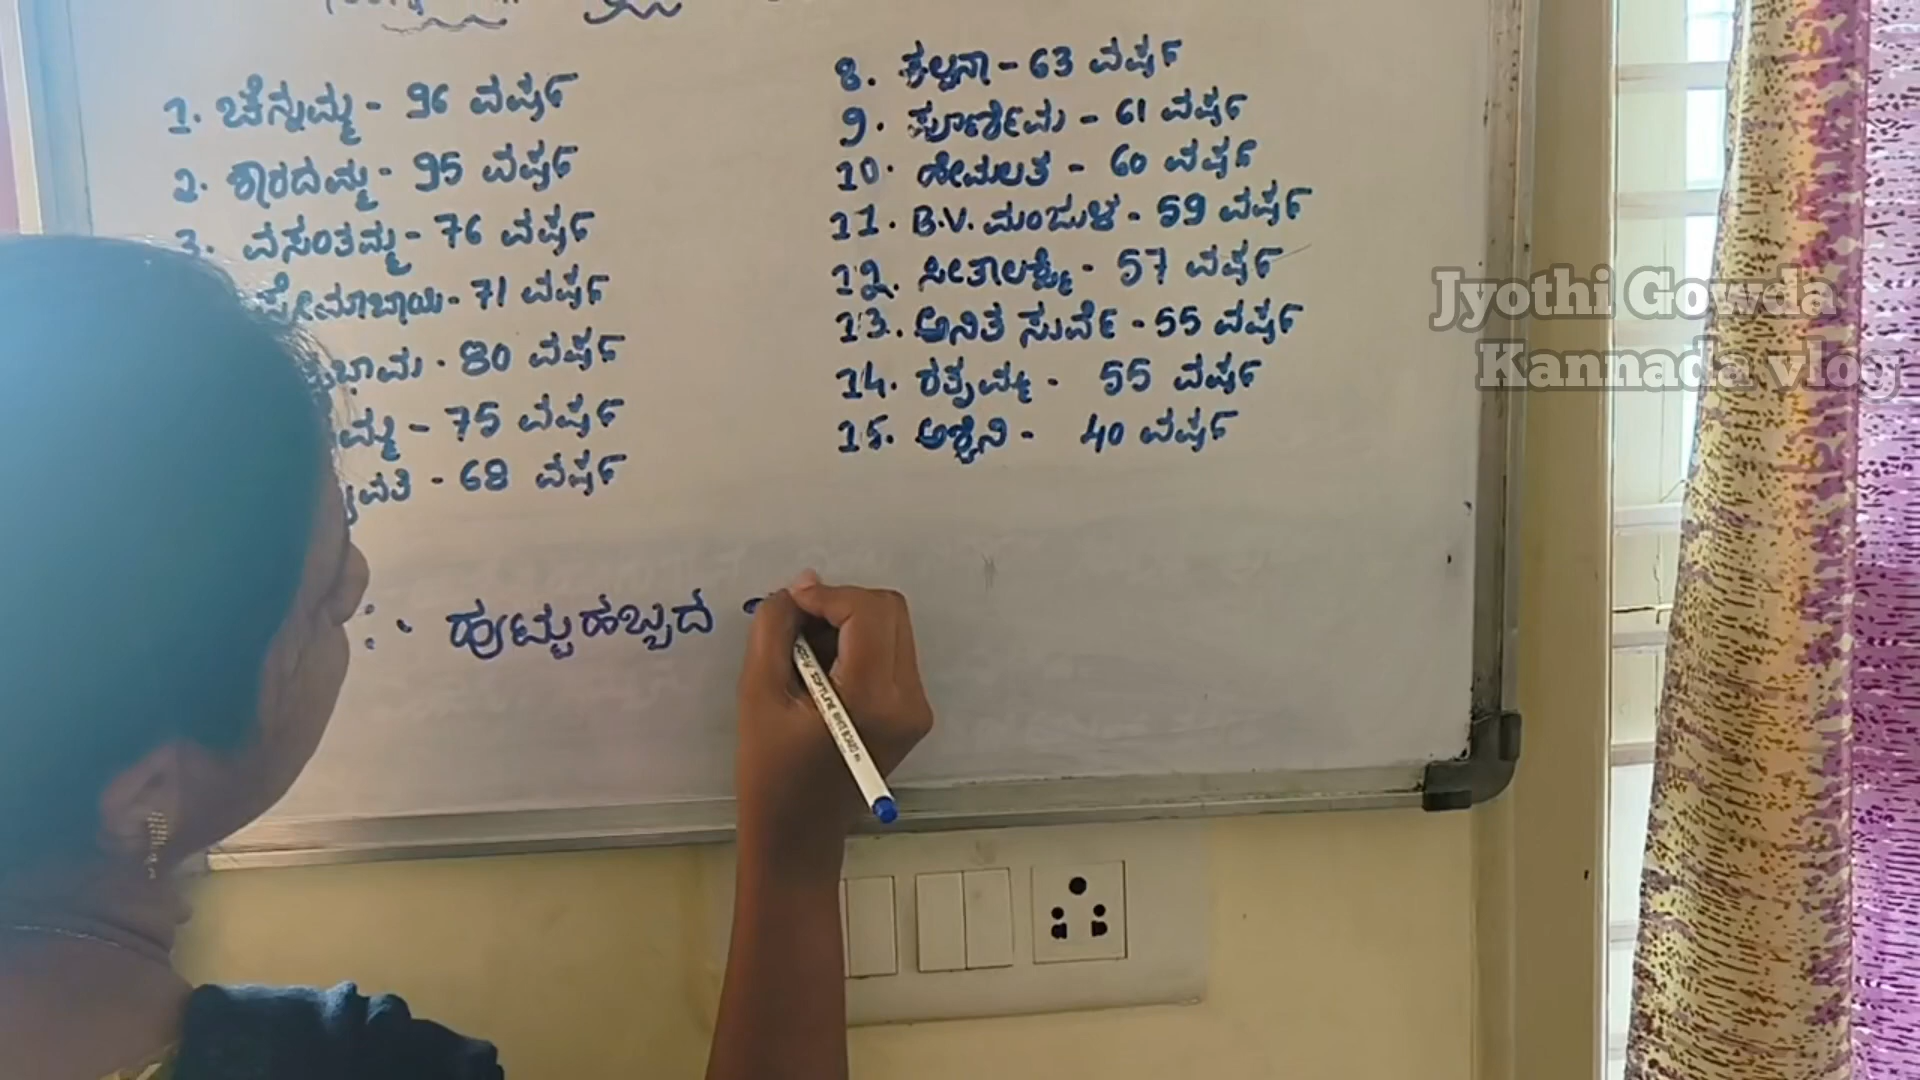 1. ಚೆನ್ನಮ್ಮ - 96 ವರ್ಷ
2. ಶಾರದಮ್ಮ - 95 ವರ್ಷ
3. ವಸಂತಮ್ಮ - 76 ವರ್ಷ
ಪ್ರೇಮಾಬಾಯಿ - 71 ವರ್ಷ
80 ವರ್ಷ
75 ವರ್ಷ
68 ವರ್ಷ
8. ಕಲ್ಪನಾ - 63 ವರ್ಷ
9. ಪೂರ್ಣಿಮ - 61 ವರ್ಷ
10. ಹೇಮಲತ - 60 ವರ್ಷ
11. B.V. ಮಂಜುಳ - 59 ವರ್ಷ
12. ಸೀತಾಲಕ್ಷ್ಮಿ - 57 ವರ್ಷ
13. ಅನಿತ ಸುರ್ವೆ - 55 ವರ್ಷ
14. ರತ್ನಮ್ಮ - 55 ವರ್ಷ
15. ಅಶ್ವಿನಿ - 40 ವರ್ಷ
ಹುಟ್ಟುಹಬ್ಬದ
Jyothi Gowda
Kannada vlog